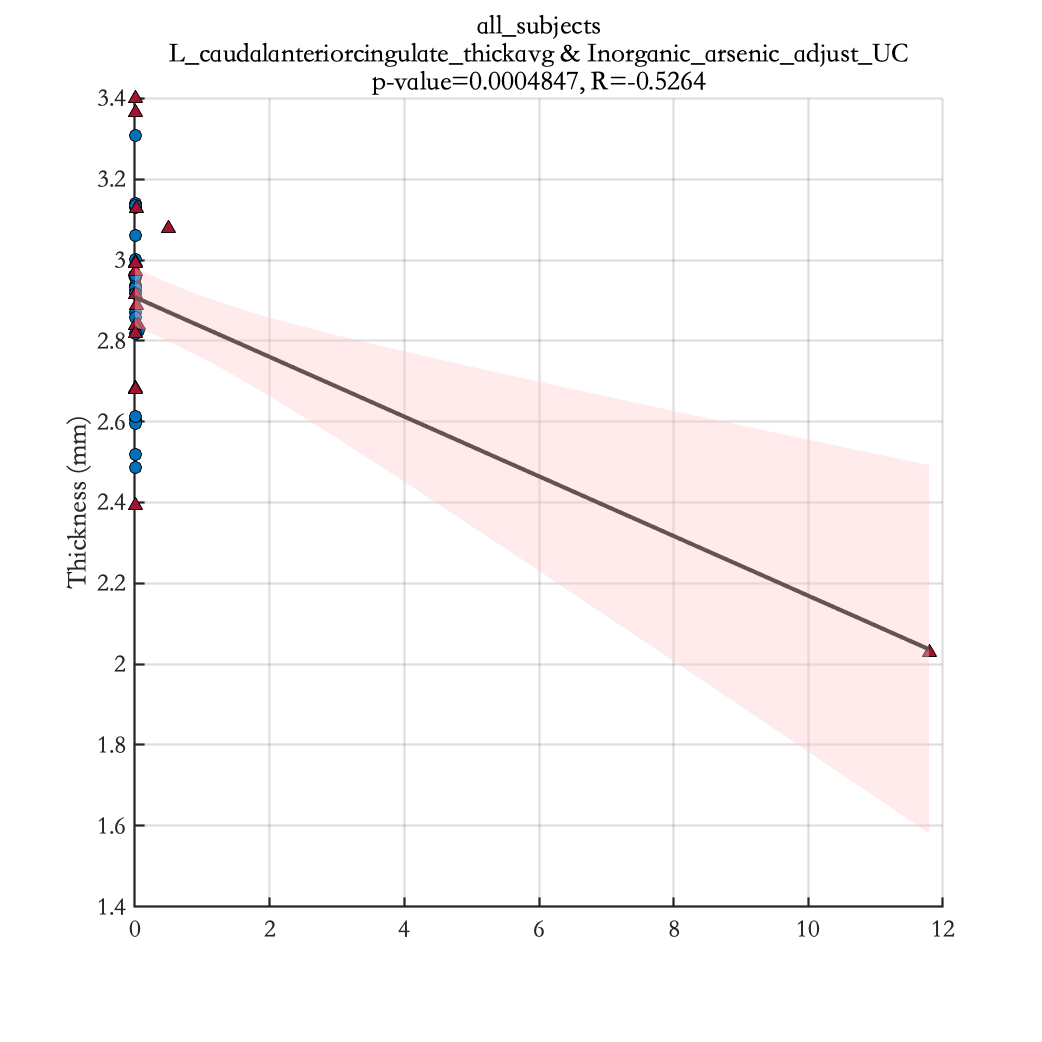 all_subjects
L_caudalanteriorcingulate_thickavg & Inorganic_arsenic_adjust_UC
p-value=0.0004847, R=-0.5264
3.4
3.2
3
2.8
2.6
2.4
2.2
2
1.8
1.6
1.4
Thickness (mm)
0 2 4 6 8 10 12